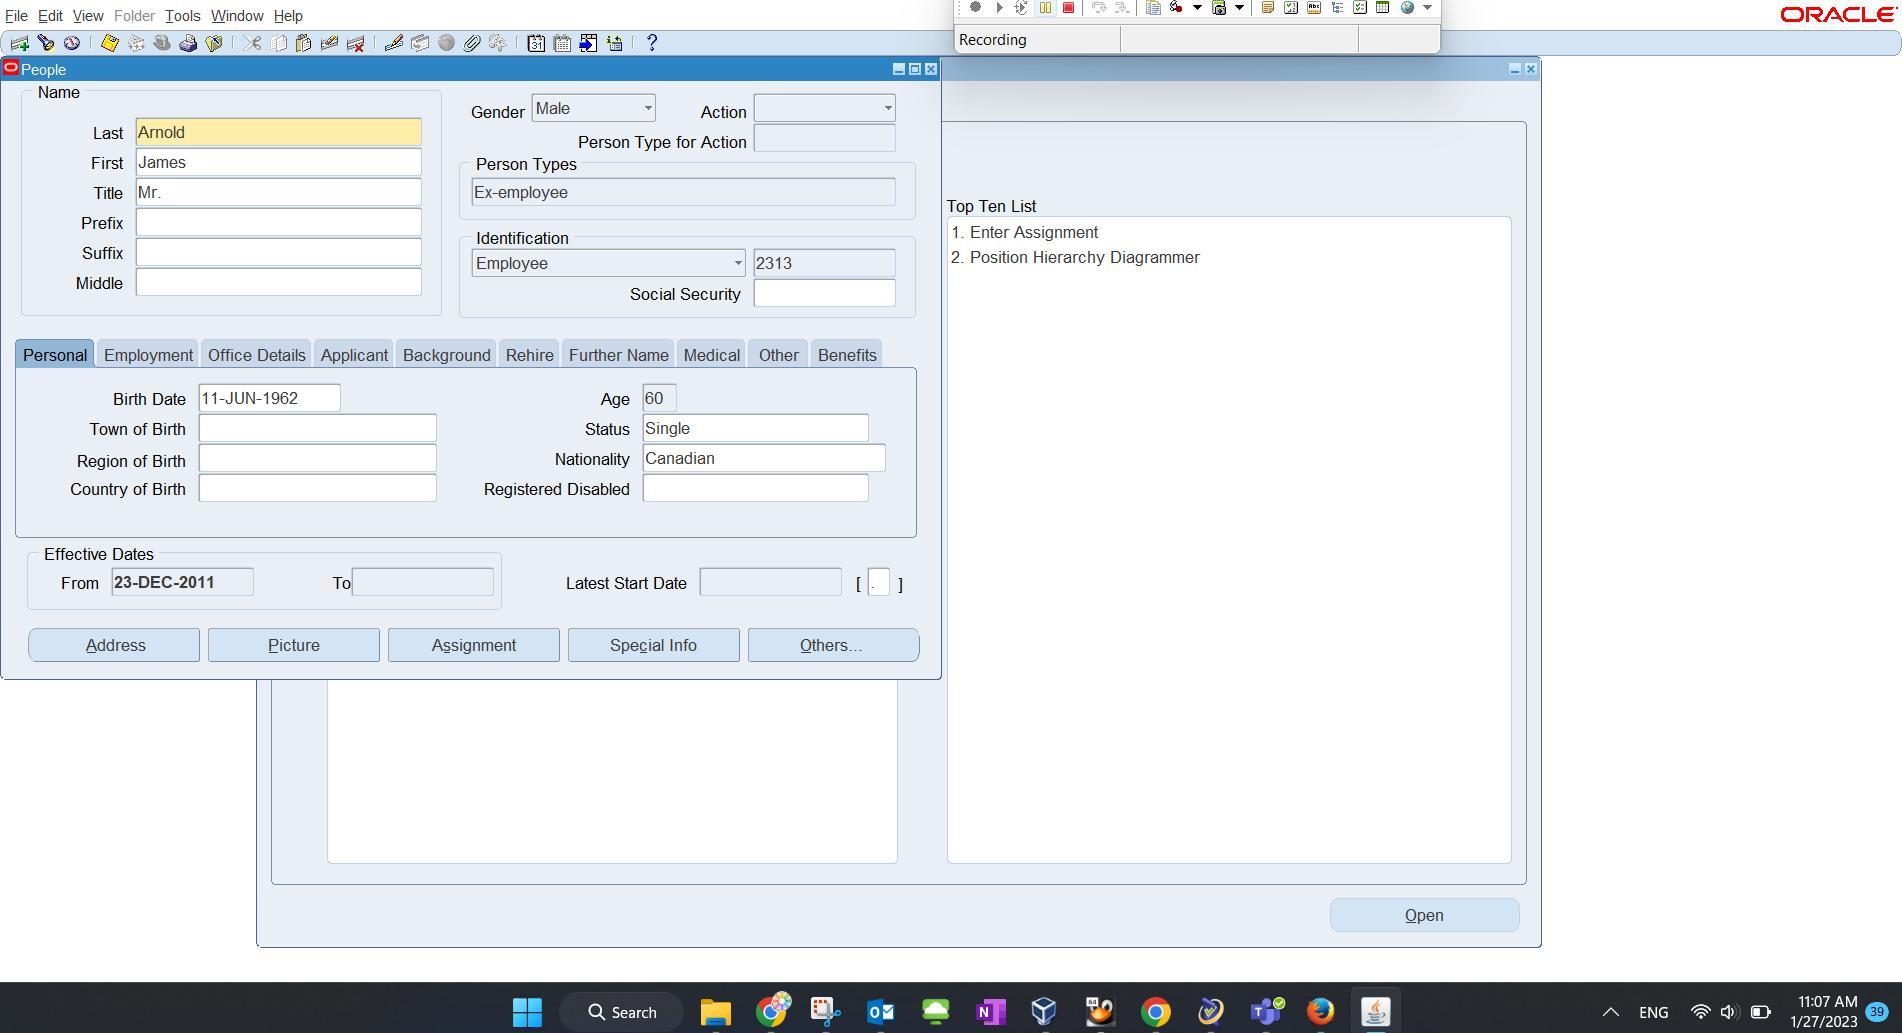 File Edit View Folder Tools Window Help
ORACLE
Recording
People
Name
Last Arnold
First James
Title Mr.
Prefix
Suffix
Middle
Gender Male Action
Person Type for Action
Person Types
Ex-employee
Identification
Employee 2313
Social Security
Top Ten List
1. Enter Assignment
2. Position Hierarchy Diagrammer
Personal Employment Office Details Applicant Background Rehire Further Name Medical Other Benefits
Birth Date 11-JUN-1962 Age 60
Town of Birth Status Single
Region of Birth Nationality Canadian
Country of Birth Registered Disabled
Effective Dates
From 23-DEC-2011 To Latest Start Date [ . ]
Address Picture Assignment Special Info Others...
Open
Search
ENG
11:07 AM
1/27/2023
39